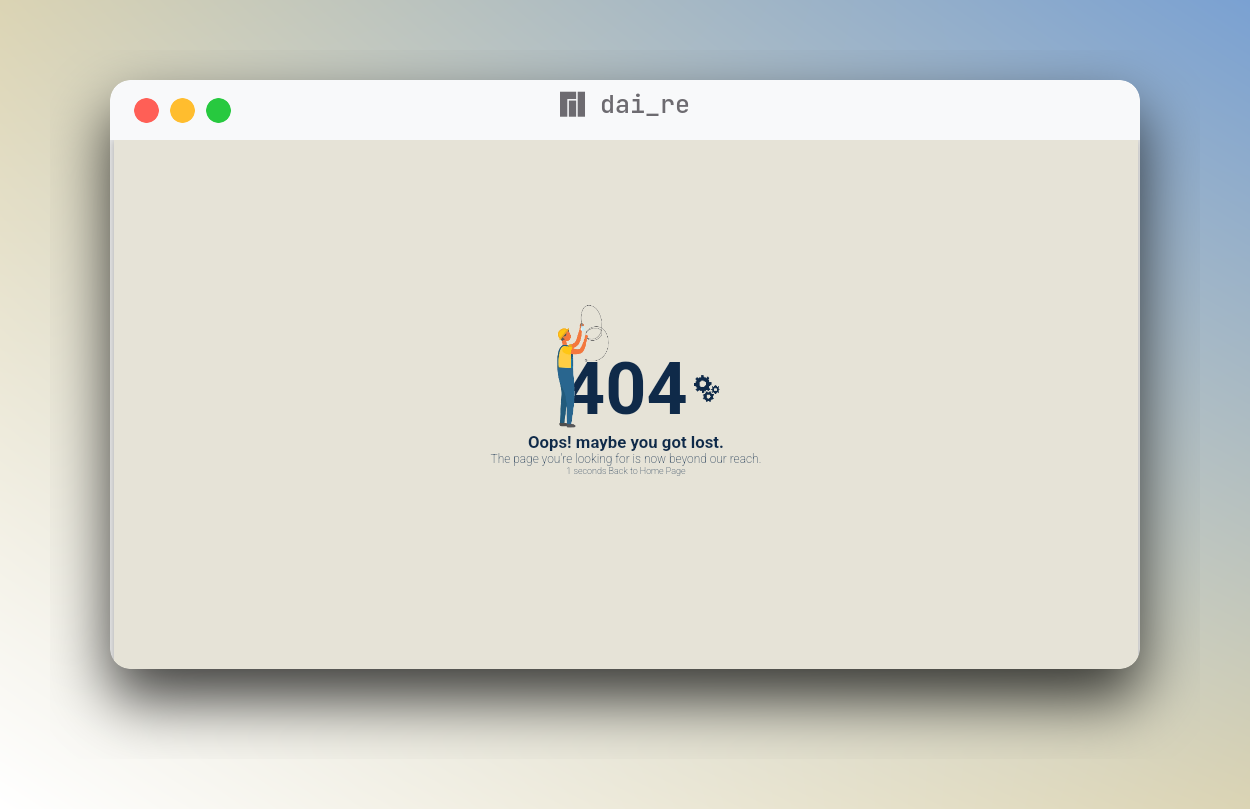 dai_re
404
Oops! maybe you got lost.
The page you're looking for is now beyond our reach.
1 seconds Back to Home Page